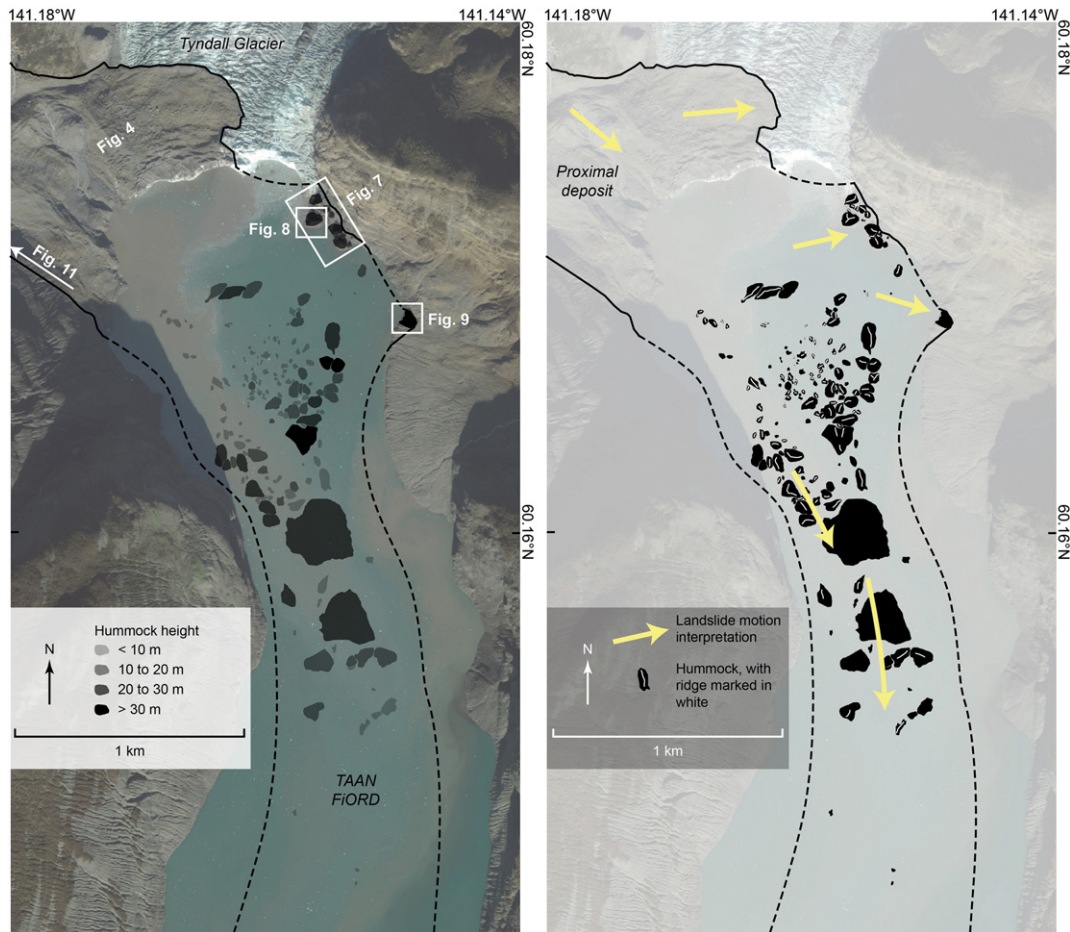 141.18°W
141.14°W
60.18°N
Tyndall Glacier
Fig. 4
Fig. 7
Fig. 8
Fig. 11
Fig. 9
60.16°N
Hummock height
N
< 10 m
10 to 20 m
20 to 30 m
> 30 m
1 km
TAAN
FiORD
141.18°W
141.14°W
60.18°N
Proximal
deposit
60.16°N
Landslide motion
interpretation
N
Hummock, with
ridge marked in
white
1 km